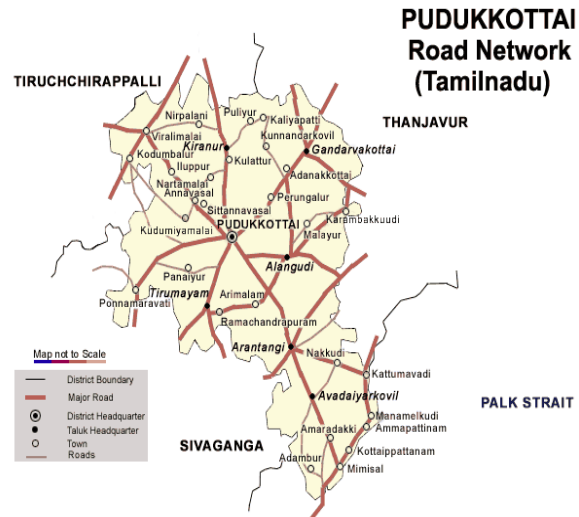 PUDUKKOTTAI
Road Network
(Tamilnadu)
TIRUCHCHIRAPPALLI
THANJAVUR
Nirpalani
Puliyur
Kaliyapatti
Viralimalai
Kunnandarkovil
Kiranur
Gandarvakottai
Kodumbalur
Kulattur
Iluppur
Adanakkottai
Nartamalai
Annavasal
Perungalur
Sittannavasal
Karambakkuudi
PUDUKKOTTAI
Kudumiyamalai
Malayur
Alangudi
Panaiyur
Ponnamaravati
Tirumayam
Arimalam
Ramachandrapuram
Arantangi
Nakkudi
Map not to Scale
Kattumavadi
District Boundary
Major Road
District Headquarter
Taluk Headquarter
Town
Roads
Avadaiyarkovil
PALK STRAIT
Manamelkudi
Ammapattinam
Amaradakki
SIVAGANGA
Kottaippattanam
Adambur
Mimisal